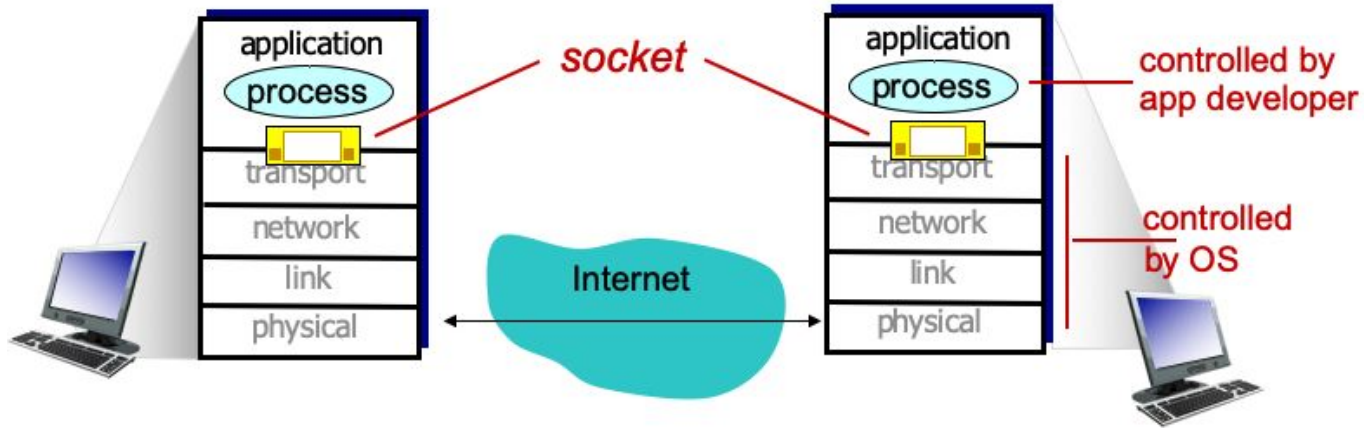 application
process
transport
network
link
physical
socket
Internet
application
process
transport
network
link
physical
controlled by
app developer
controlled
by OS